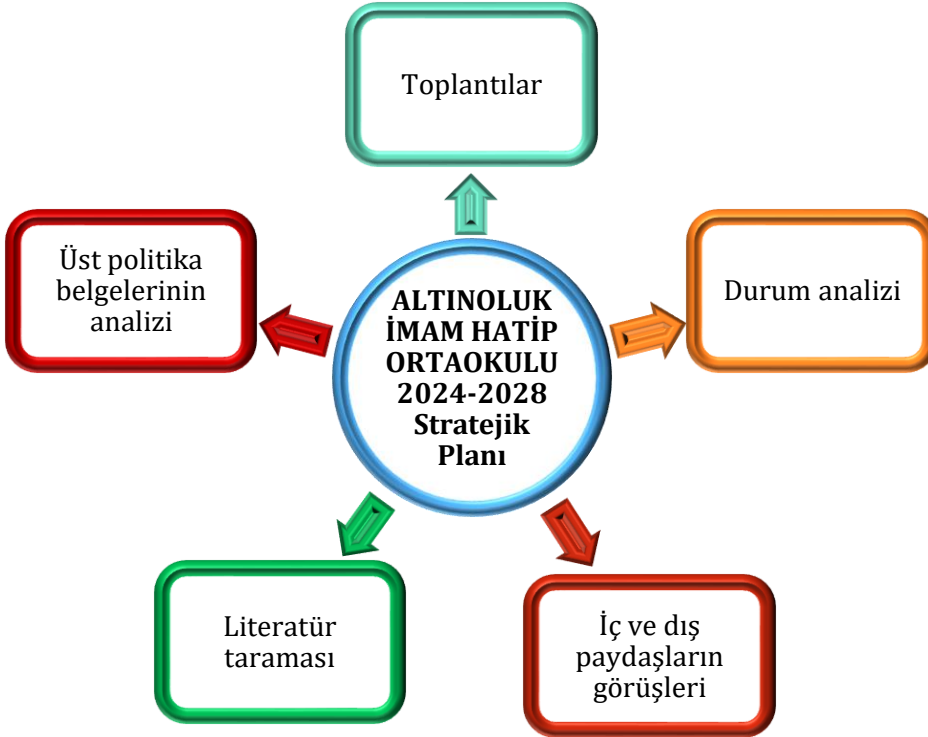 Toplantılar
Üst politika
belgelerinin
analizi
ALTINOLUK
İMAM HATİP
ORTAOKULU
2024-2028
Stratejik
Planı
Durum analizi
Literatür
taraması
İç ve dış
paydaşların
görüşleri